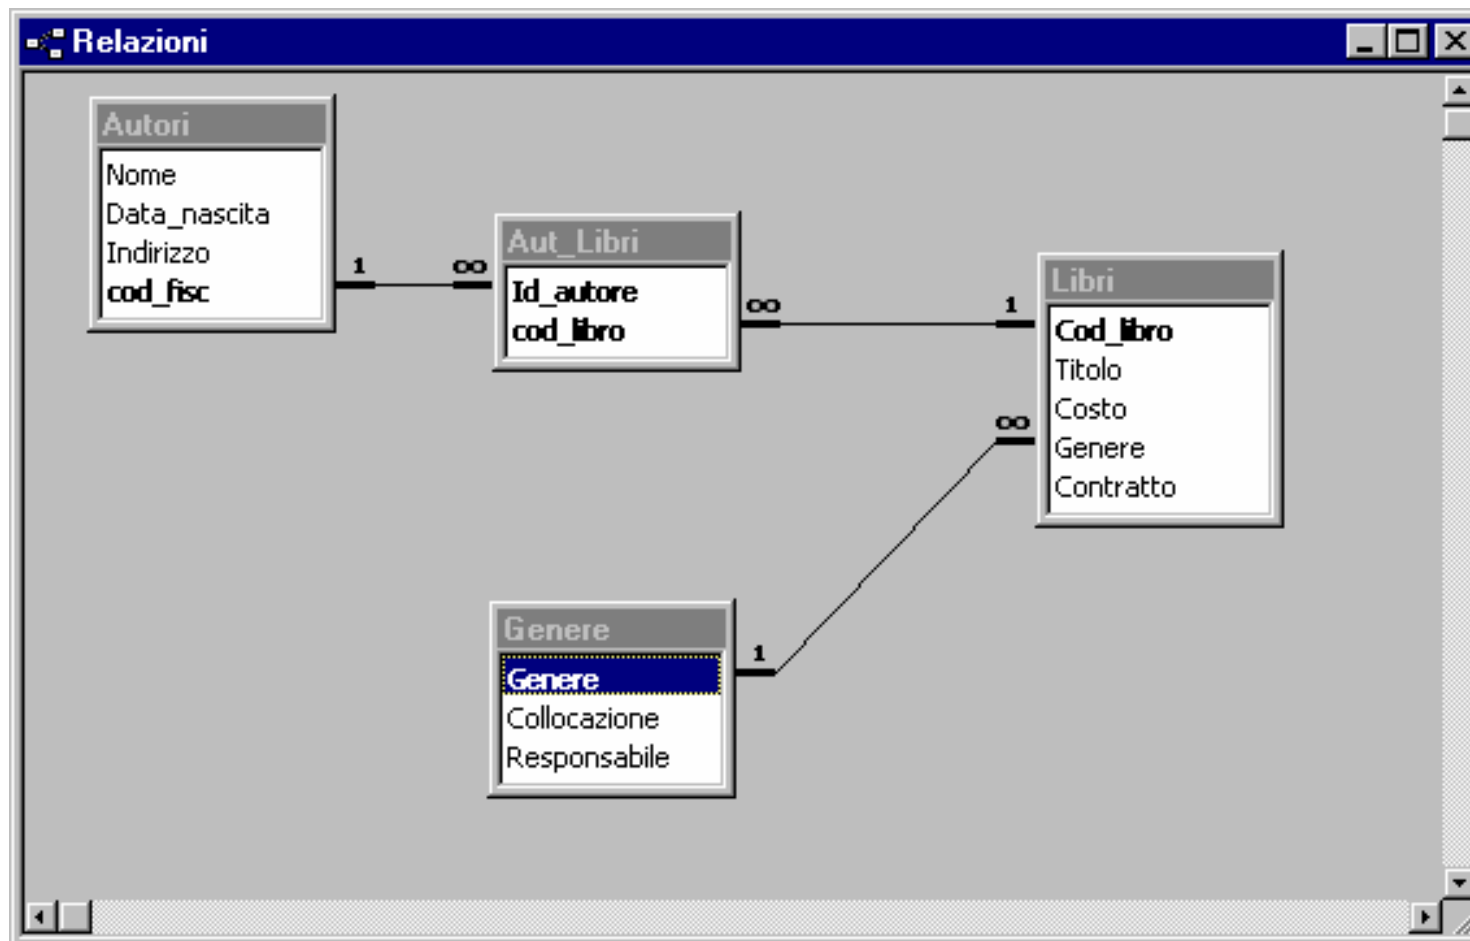 Relazioni
Autori
Nome
Data_nascita
Indirizzo
cod_fisc
1
∞
Aut_Libri
Id_autore
cod_libro
∞
1
Libri
Cod_libro
Titolo
Costo
Genere
Contratto
∞
1
Genere
Genere
Collocazione
Responsabile